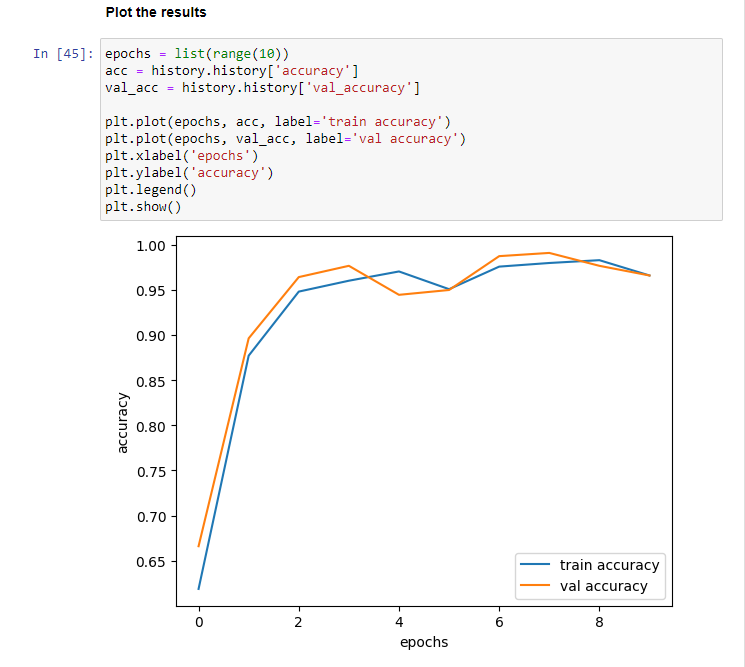 Plot the results
In [45]: epochs = list(range(10))
acc = history.history['accuracy']
val_acc = history.history['val_accuracy']
plt.plot(epochs, acc, label='train accuracy')
plt.plot(epochs, val_acc, label='val accuracy')
plt.xlabel('epochs')
plt.ylabel('accuracy')
plt.legend()
plt.show()
1.00
0.95
0.90
0.85
0.80
0.75
0.70
0.65
accuracy
train accuracy
val accuracy
0 2 4 6 8
epochs